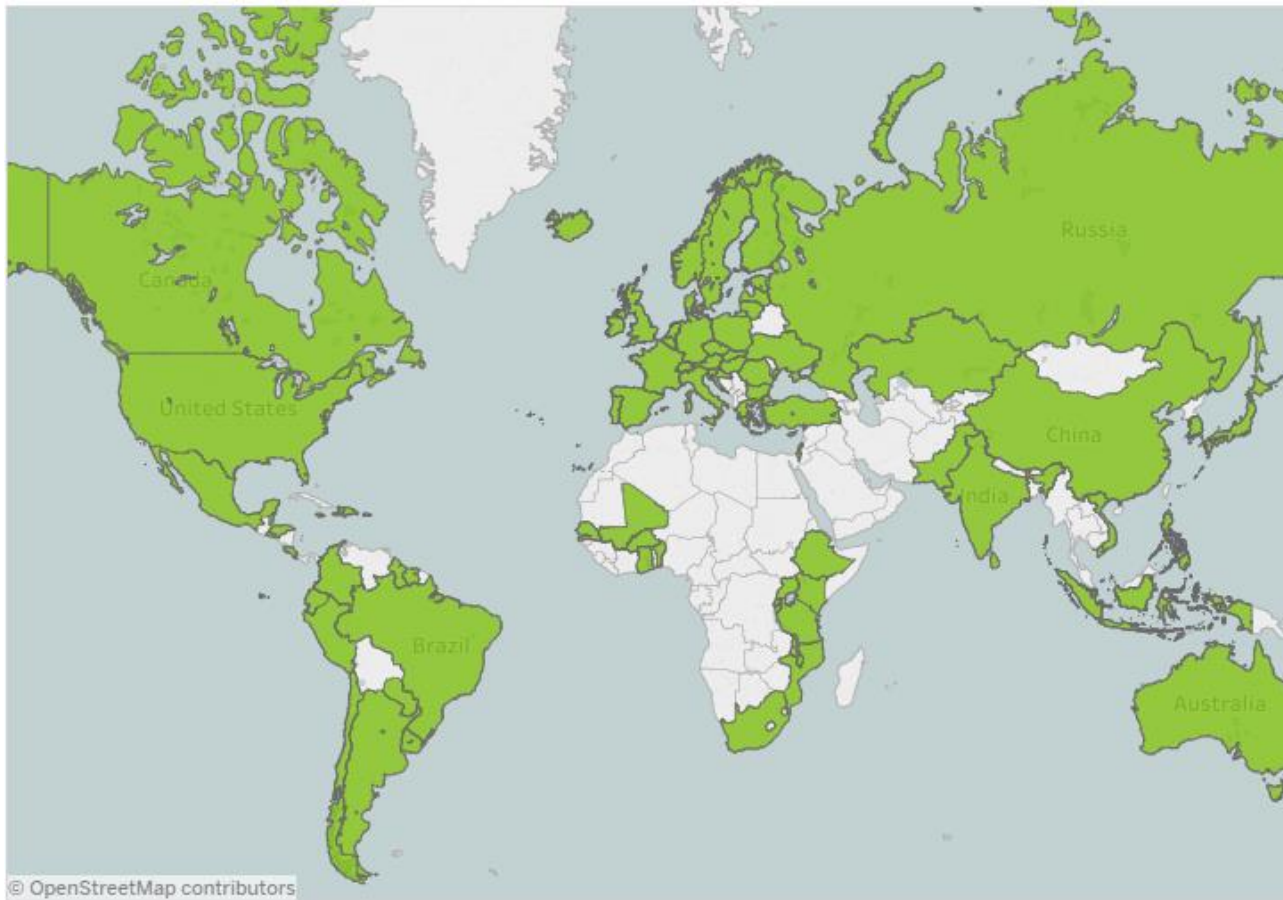 Russia
Canada
United States
China
India
Brazil
Australia
© OpenStreetMap contributors